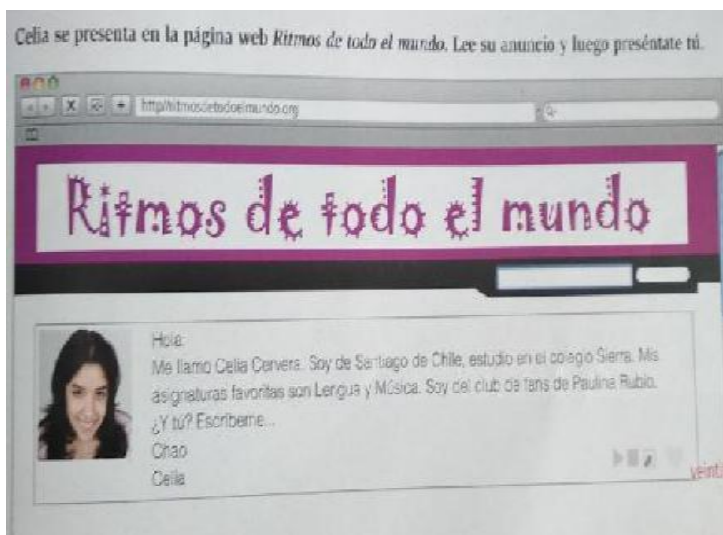 Celia se presenta en la página web Ritmos de todo el mundo. Lee su anuncio y luego preséntate tú.
http://ritmosdetodoelmundo.org
Ritmos de todo el mundo
Hola:
Me llamo Celia Cervera. Soy de Santiago de Chile, estudio en el colegio Sierra. Mis
asignaturas favoritas son Lengua y Música. Soy del club de fans de Paulina Rubio.
¿Y tú? Escríbeme...
Chao
Celia